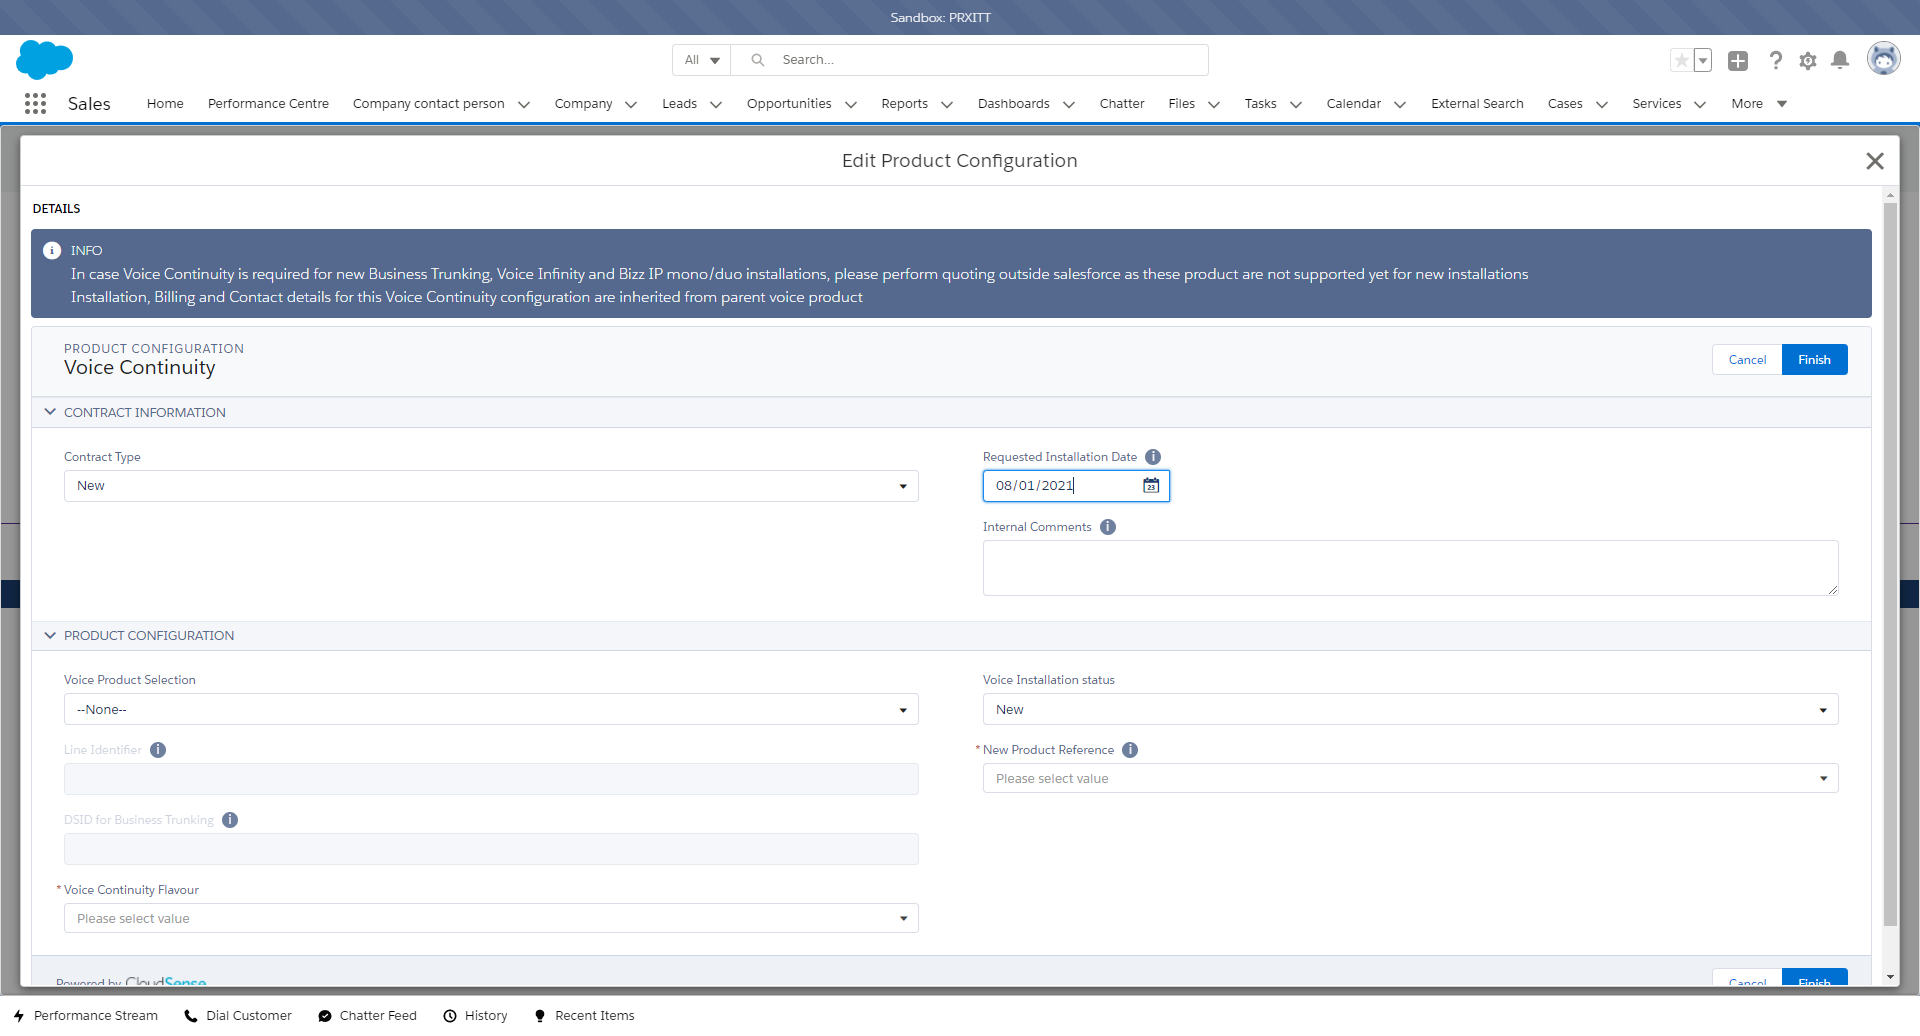 Sandbox: PRXITT
All
Search...
Sales
Home
Performance Centre
Company contact person
Company
Leads
Opportunities
Reports
Dashboards
Chatter
Files
Tasks
Calendar
External Search
Cases
Services
More
Edit Product Configuration
DETAILS
INFO
In case Voice Continuity is required for new Business Trunking, Voice Infinity and Bizz IP mono/duo installations, please perform quoting outside salesforce as these product are not supported yet for new installations
Installation, Billing and Contact details for this Voice Continuity configuration are inherited from parent voice product
PRODUCT CONFIGURATION
Voice Continuity
Cancel
Finish
CONTRACT INFORMATION
Contract Type
New
Requested Installation Date
08/01/2021
23
Internal Comments
PRODUCT CONFIGURATION
Voice Product Selection
--None--
Voice Installation status
New
Line Identifier
* New Product Reference
Please select value
DSID for Business Trunking
* Voice Continuity Flavour
Please select value
Powered by CloudSense
Cancel
Finish
Performance Stream
Dial Customer
Chatter Feed
History
Recent Items